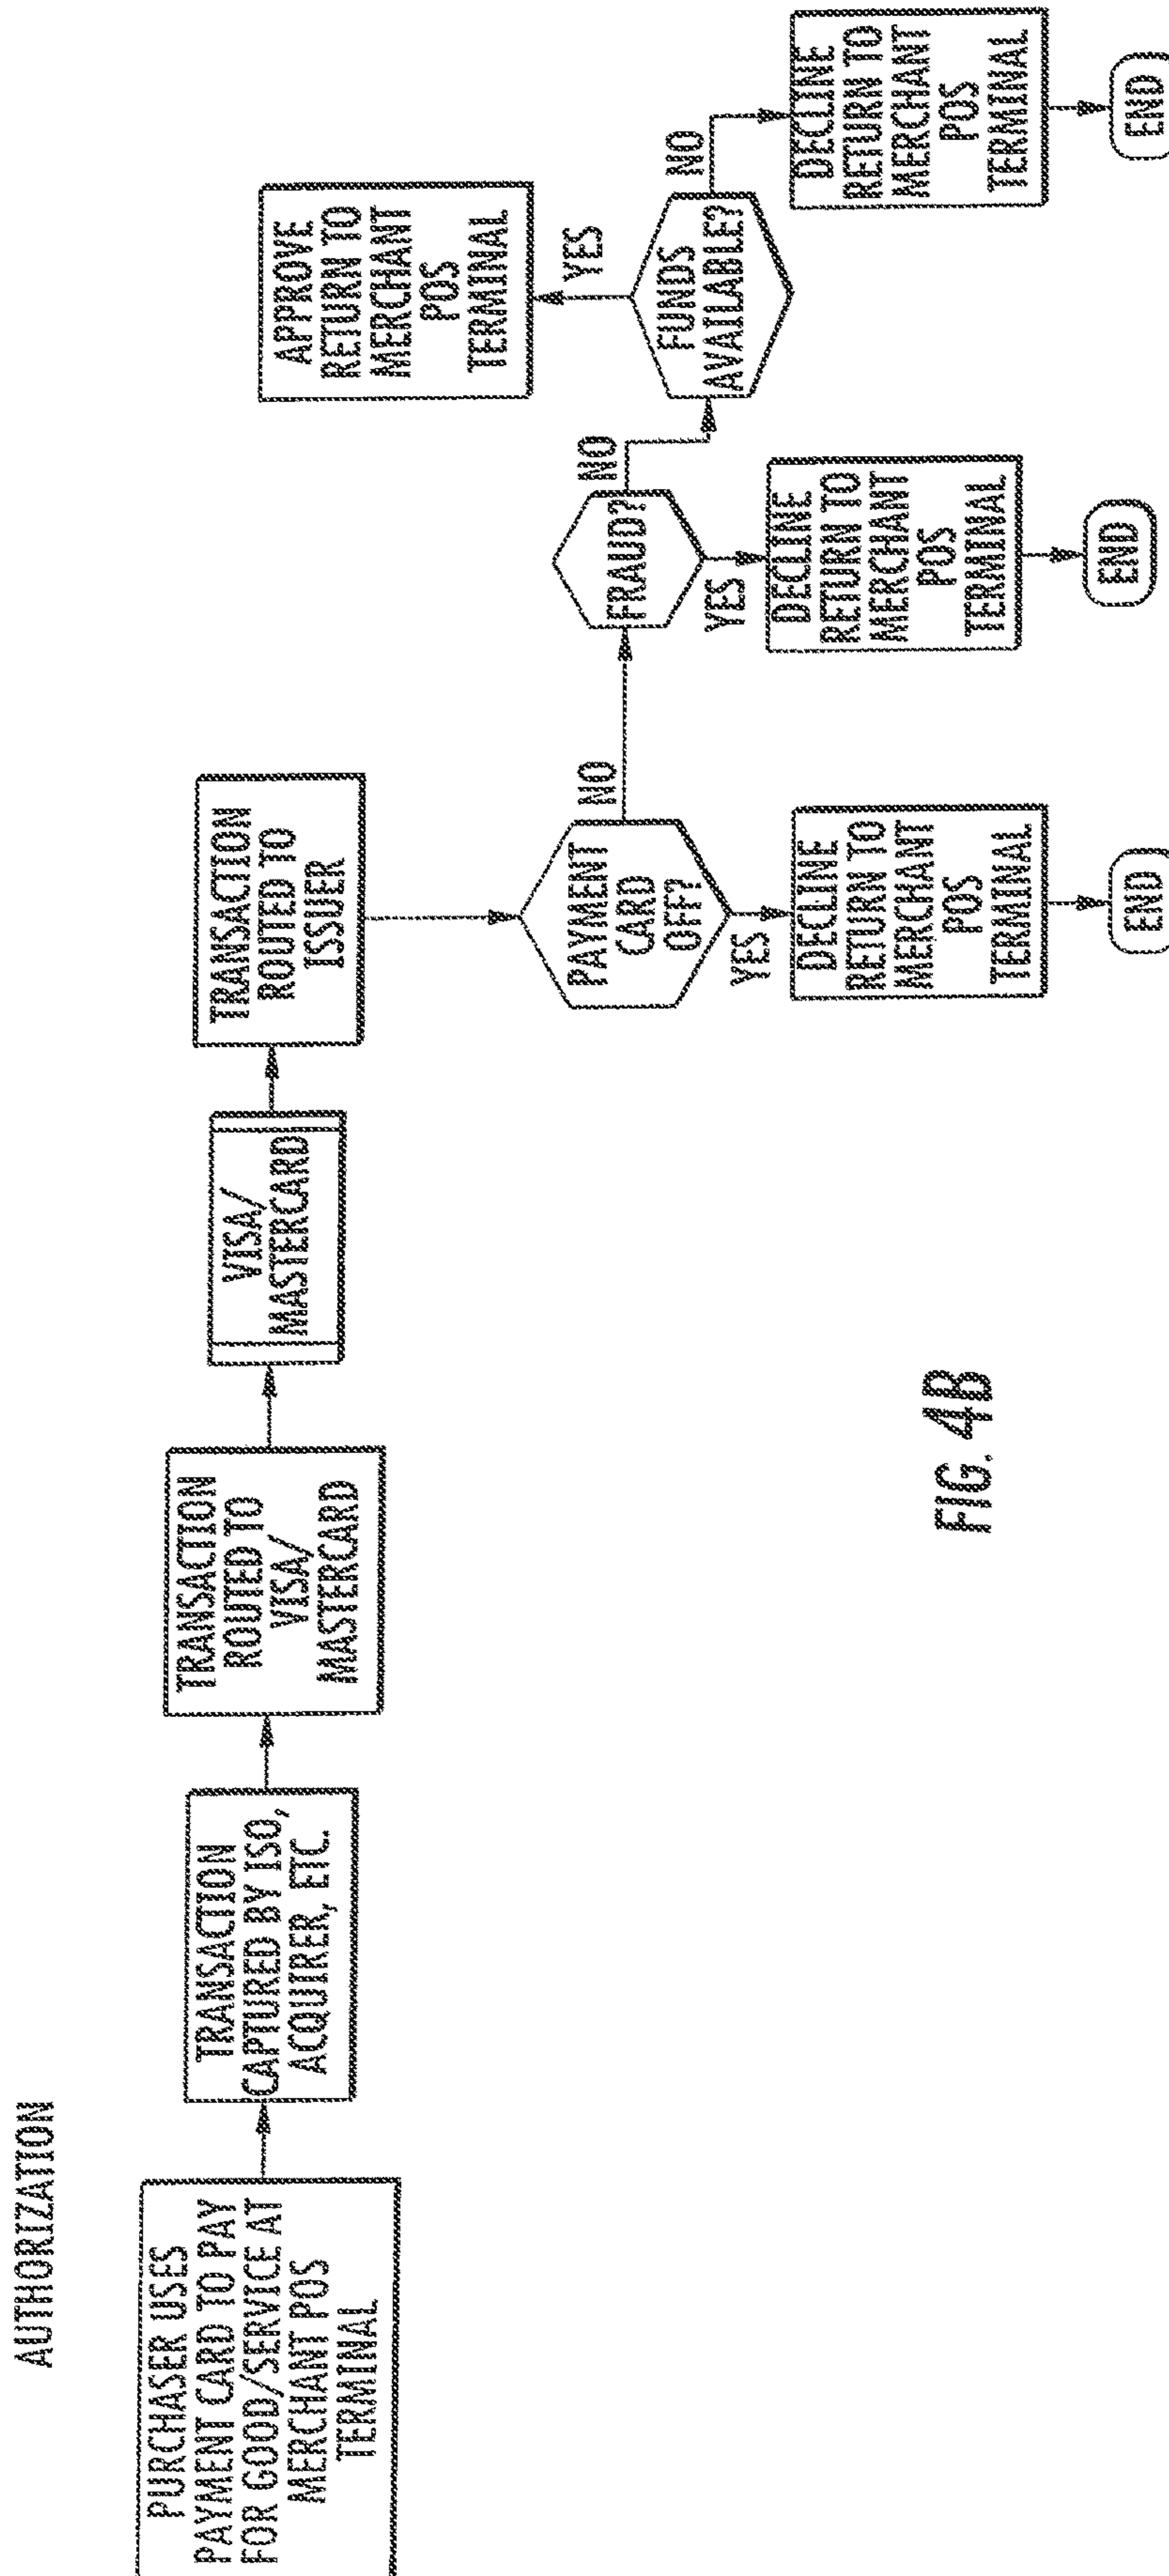 AUTHORIZATION
PURCHASER USES
PAYMENT CARD TO PAY
FOR GOOD/SERVICE AT
MERCHANT POS
TERMINAL
TRANSACTION
CAPTURED BY ISO,
ACQUIRER, ETC.
TRANSACTION
ROUTED TO
VISA/
MASTERCARD
VISA/
MASTERCARD
TRANSACTION
ROUTED TO
ISSUER
PAYMENT
CARD
OFF?
NO
YES
DECLINE
RETURN TO
MERCHANT
POS
TERMINAL
END
FRAUD?
NO
YES
DECLINE
RETURN TO
MERCHANT
POS
TERMINAL
END
FUNDS
AVAILABLE?
YES
APPROVE
RETURN TO
MERCHANT
POS
TERMINAL
NO
DECLINE
RETURN TO
MERCHANT
POS
TERMINAL
END
FIG. 4B